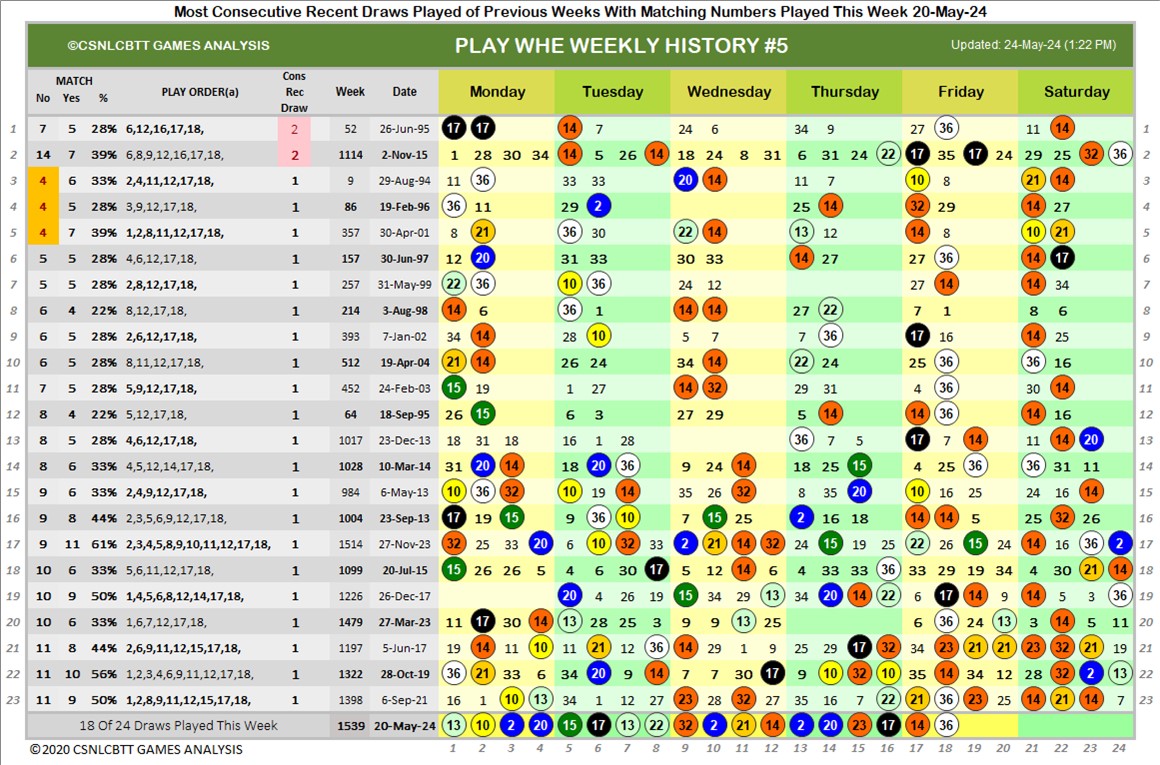 Most Consecutive Recent Draws Played of Previous Weeks With Matching Numbers Played This Week 20-May-24
©CSNLCBTT GAMES ANALYSIS PLAY WHE WEEKLY HISTORY #5 Updated: 24-May-24 (1:22 PM)
MATCH
No Yes % PLAY ORDER(a) Cons Rec Draw Week Date Monday Tuesday Wednesday Thursday Friday Saturday
1 7 5 28% 6,12,16,17,18, 2 52 26-Jun-95 17 17 14 7 24 6 34 9 27 36 11 14 1
2 14 7 39% 6,8,9,12,16,17,18, 2 1114 2-Nov-15 1 28 30 34 14 5 26 14 18 24 8 31 6 31 24 22 17 35 17 24 29 25 32 36 2
3 4 6 33% 2,4,11,12,17,18, 1 9 29-Aug-94 11 36 33 33 20 14 11 7 10 8 21 14 3
4 4 5 28% 3,9,12,17,18, 1 86 19-Feb-96 36 11 29 2 25 14 32 29 14 27 4
5 4 7 39% 1,2,8,11,12,17,18, 1 357 30-Apr-01 8 21 36 30 22 14 13 12 14 8 10 21 5
6 5 5 28% 4,6,12,17,18, 1 157 30-Jun-97 12 20 31 33 30 33 14 27 27 36 14 17 6
7 5 5 28% 2,8,12,17,18, 1 257 31-May-99 22 36 10 36 24 12 27 14 14 34 7
8 6 4 22% 8,12,17,18, 1 214 3-Aug-98 14 6 36 1 14 14 27 22 7 1 8 6 8
9 6 5 28% 2,6,12,17,18, 1 393 7-Jan-02 34 14 28 10 5 7 7 36 17 16 14 25 9
10 6 5 28% 8,11,12,17,18, 1 512 19-Apr-04 21 14 26 24 34 14 22 24 25 36 36 16 10
11 7 5 28% 5,9,12,17,18, 1 452 24-Feb-03 15 19 1 27 14 32 29 31 4 36 30 14 11
12 8 4 22% 5,12,17,18, 1 64 18-Sep-95 26 15 6 3 27 29 5 14 14 36 14 16 12
13 8 5 28% 4,6,12,17,18, 1 1017 23-Dec-13 18 31 18 16 1 28 36 7 5 17 7 14 11 14 20 13
14 8 6 33% 4,5,12,14,17,18, 1 1028 10-Mar-14 31 20 14 18 20 36 9 24 14 18 25 15 4 25 36 36 31 11 14
15 9 6 33% 2,4,9,12,17,18, 1 984 6-May-13 10 36 32 10 19 14 35 26 32 8 35 20 10 16 25 24 16 14 15
16 9 8 44% 2,3,5,6,9,12,17,18, 1 1004 23-Sep-13 17 19 15 9 36 10 7 15 25 2 16 18 14 14 5 25 32 26 16
17 9 11 61% 2,3,4,5,8,9,10,11,12,17,18, 1 1514 27-Nov-23 32 25 33 20 6 10 32 33 2 21 14 32 24 15 19 25 22 26 15 24 14 16 36 2 17
18 10 6 33% 5,6,11,12,17,18, 1 1099 20-Jul-15 15 26 26 5 4 6 30 17 5 12 14 6 4 33 33 36 33 29 19 34 4 30 21 14 18
19 10 9 50% 1,4,5,6,8,12,14,17,18, 1 1226 26-Dec-17 20 4 26 19 15 34 29 13 34 20 14 22 6 17 14 9 14 5 3 36 19
20 10 6 33% 1,6,7,12,17,18, 1 1479 27-Mar-23 11 17 30 14 13 28 25 3 9 9 13 25 6 36 24 13 3 14 5 11 20
21 11 8 44% 2,6,9,11,12,15,17,18, 1 1197 5-Jun-17 19 14 11 10 11 21 12 36 14 29 1 9 25 29 17 32 34 23 21 21 23 32 21 19 21
22 11 10 56% 1,2,3,4,6,9,11,12,17,18, 1 1322 28-Oct-19 36 21 33 6 34 20 9 14 7 7 30 17 9 10 32 10 35 14 34 12 28 32 2 13 22
23 11 9 50% 1,2,8,9,11,12,15,17,18, 1 1398 6-Sep-21 16 1 10 13 34 1 12 27 23 28 32 27 35 16 7 22 21 36 23 25 14 21 14 7 23
18 Of 24 Draws Played This Week 1539 20-May-24 13 10 2 20 15 17 13 22 32 2 21 14 2 20 23 17 14 36
©2020 CSNLCBTT GAMES ANALYSIS 1 2 3 4 5 6 7 8 9 10 11 12 13 14 15 16 17 18 19 20 21 22 23 24